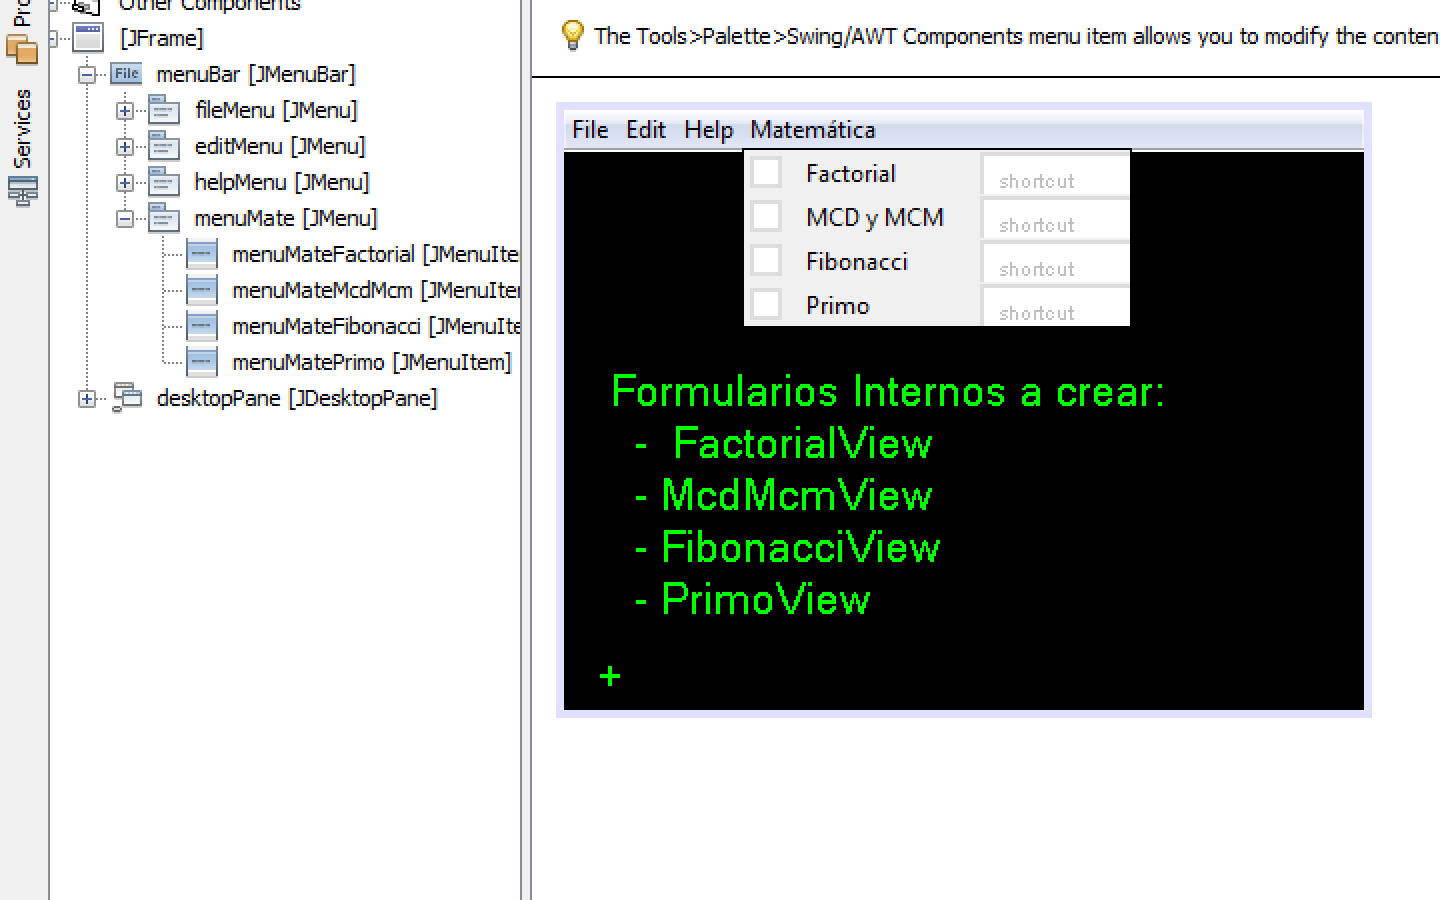 Other Components
[JFrame]
menuBar [JMenuBar]
fileMenu [JMenu]
editMenu [JMenu]
helpMenu [JMenu]
menuMate [JMenu]
menuMateFactorial [JMenuIte
menuMateMcdMcm [JMenuIte
menuMateFibonacci [JMenuIte
menuMatePrimo [JMenuItem]
desktopPane [JDesktopPane]
Services
File
The Tools>Palette>Swing/AWT Components menu item allows you to modify the conten
File Edit Help Matemática
Factorial shortcut
MCD y MCM shortcut
Fibonacci shortcut
Primo shortcut
Formularios Internos a crear:
- FactorialView
- McdMcmView
- FibonacciView
- PrimoView
+